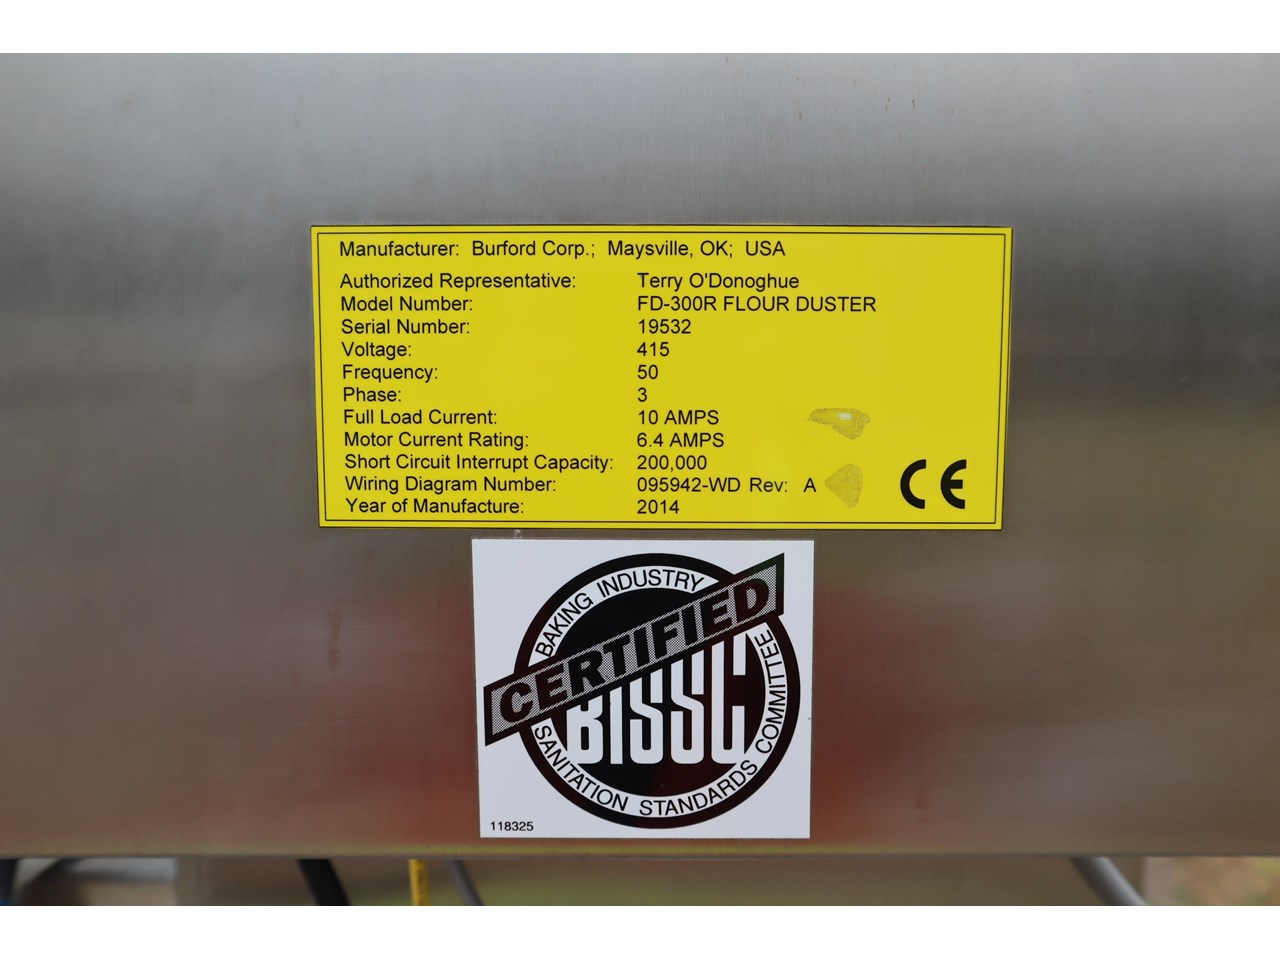 Manufacturer: Burford Corp.; Maysville, OK; USA
Authorized Representative: Terry O'Donoghue
Model Number: FD-300R FLOUR DUSTER
Serial Number: 19532
Voltage: 415
Frequency: 50
Phase: 3
Full Load Current: 10 AMPS
Motor Current Rating: 6.4 AMPS
Short Circuit Interrupt Capacity: 200,000
Wiring Diagram Number: 095942-WD Rev: A
Year of Manufacture: 2014
CE
BAKING INDUSTRY
CERTIFIED
BISSC
SANITATION STANDARDS COMMITTEE
118325